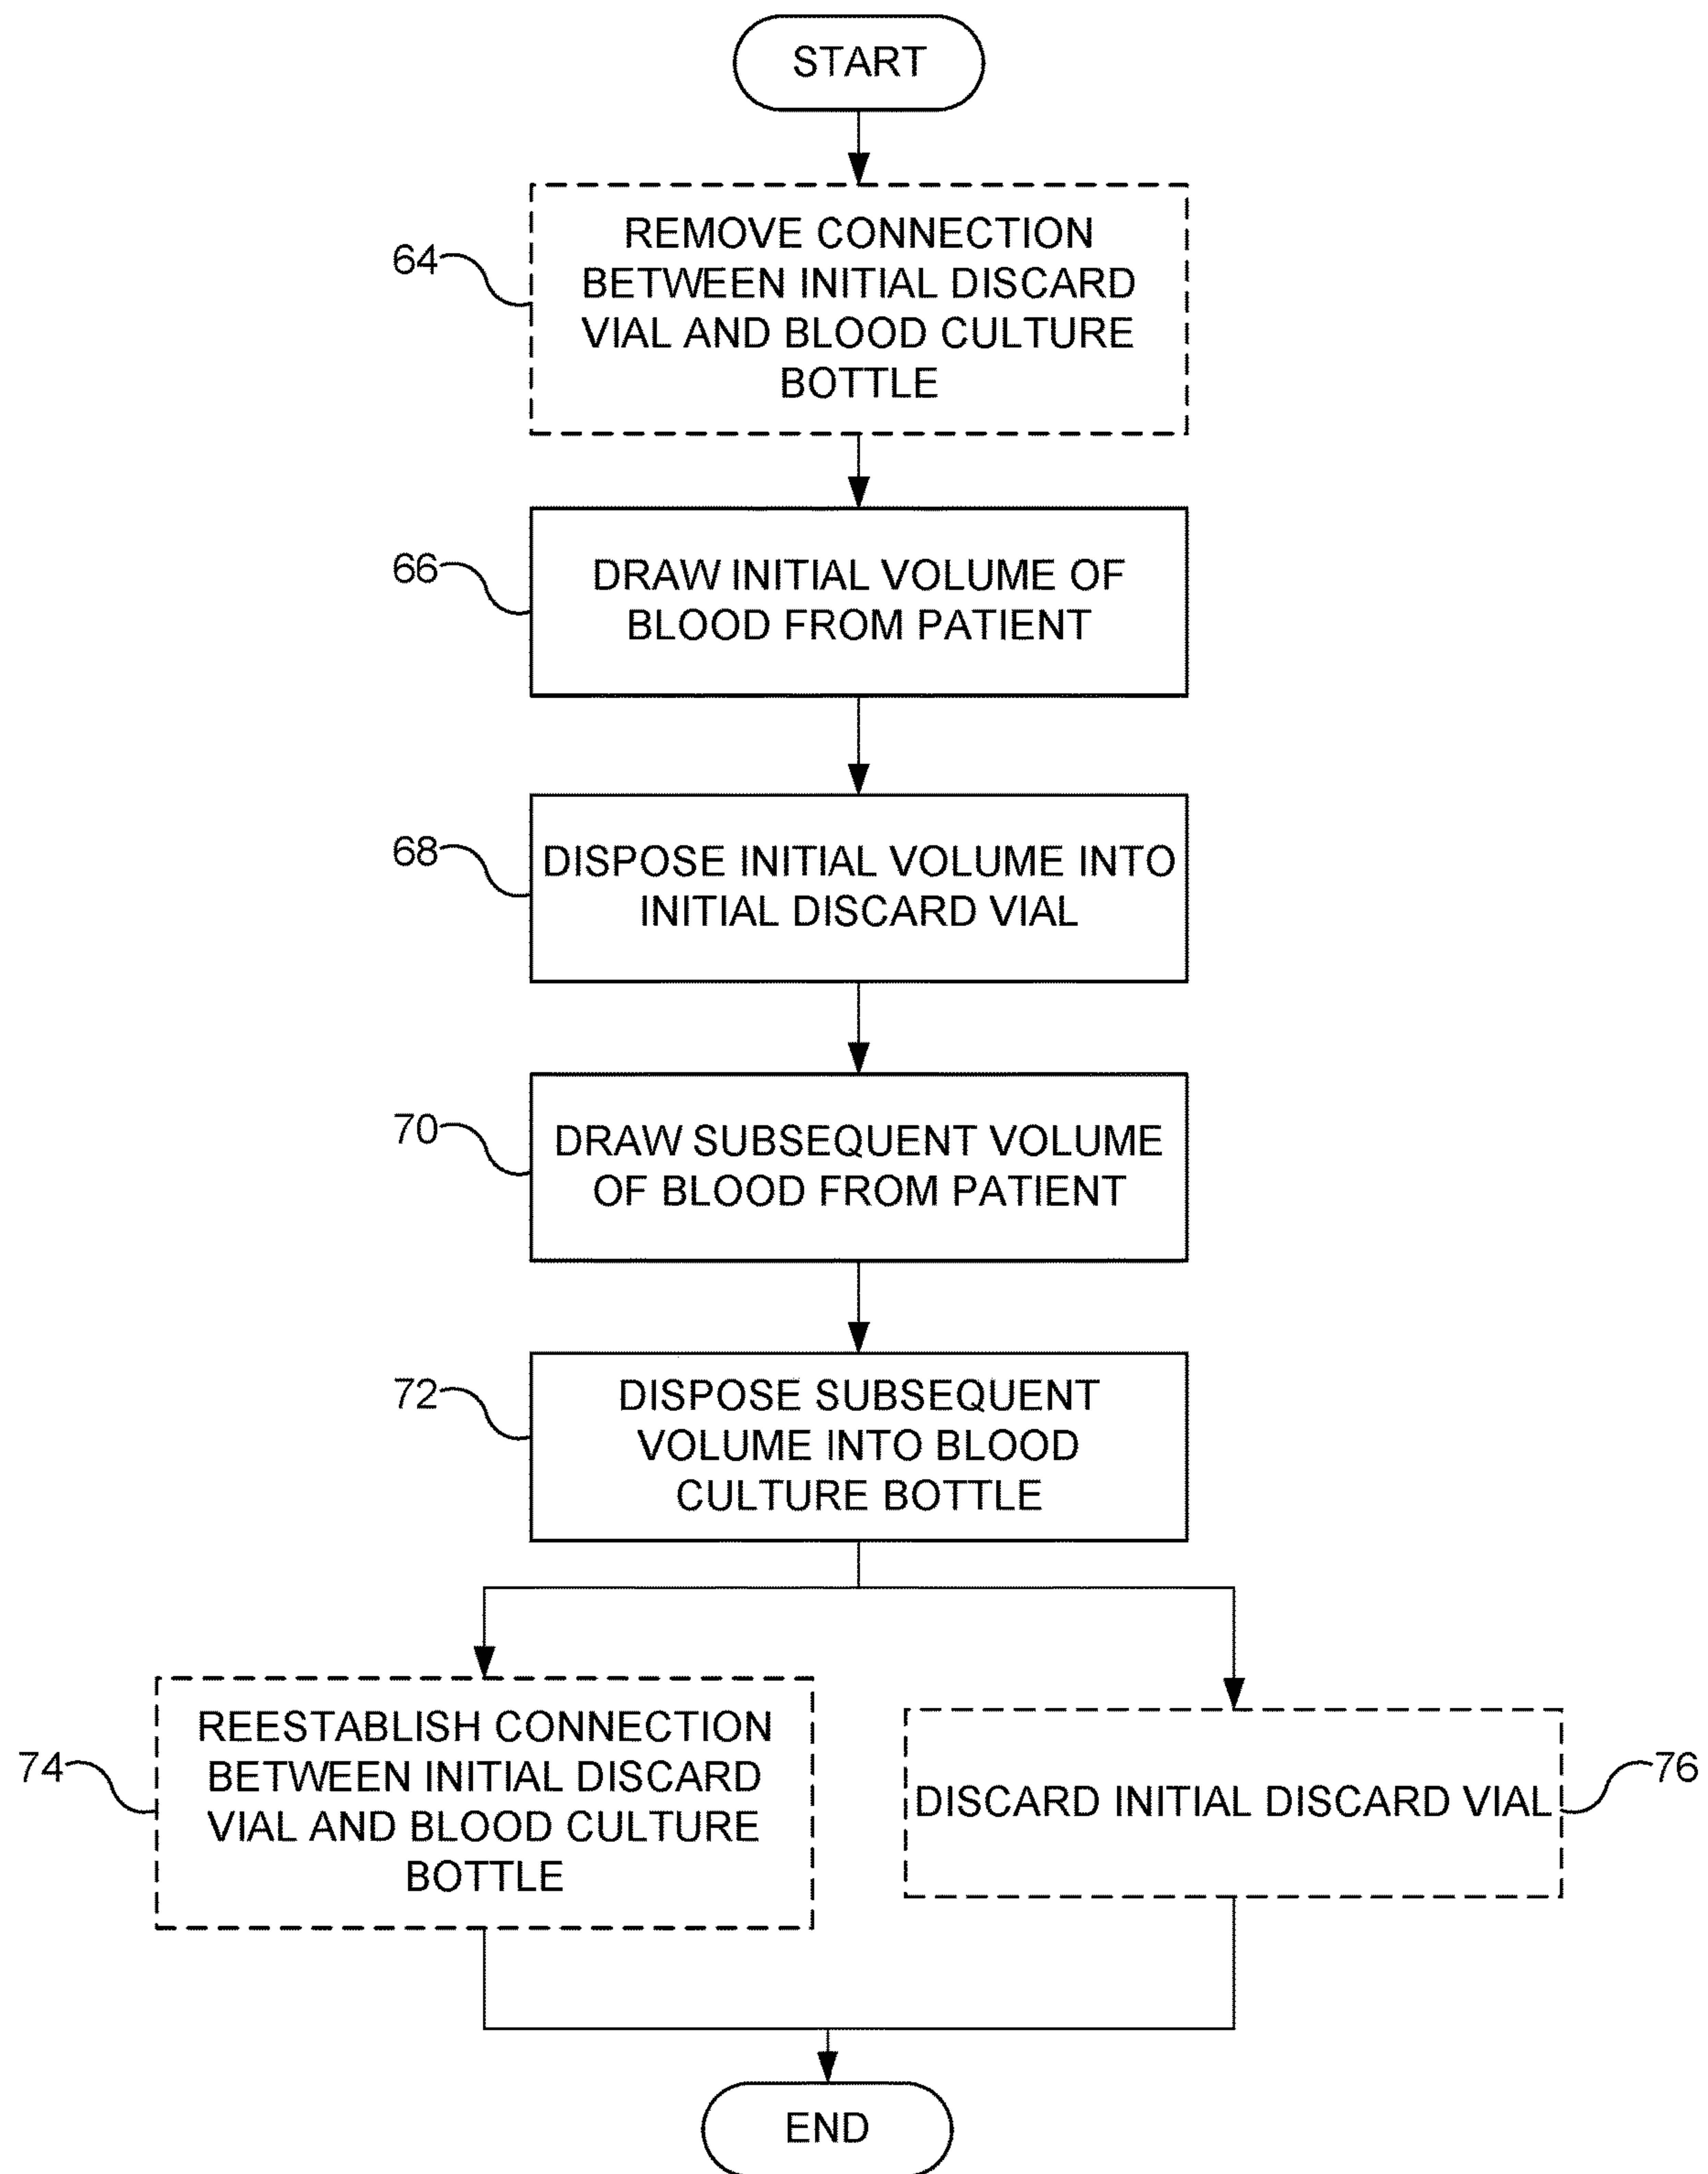 START
64
REMOVE CONNECTION
BETWEEN INITIAL DISCARD
VIAL AND BLOOD CULTURE
BOTTLE
66
DRAW INITIAL VOLUME OF
BLOOD FROM PATIENT
68
DISPOSE INITIAL VOLUME INTO
INITIAL DISCARD VIAL
70
DRAW SUBSEQUENT VOLUME
OF BLOOD FROM PATIENT
72
DISPOSE SUBSEQUENT
VOLUME INTO BLOOD
CULTURE BOTTLE
74
REESTABLISH CONNECTION
BETWEEN INITIAL DISCARD
VIAL AND BLOOD CULTURE
BOTTLE
DISCARD INITIAL DISCARD VIAL
76
END